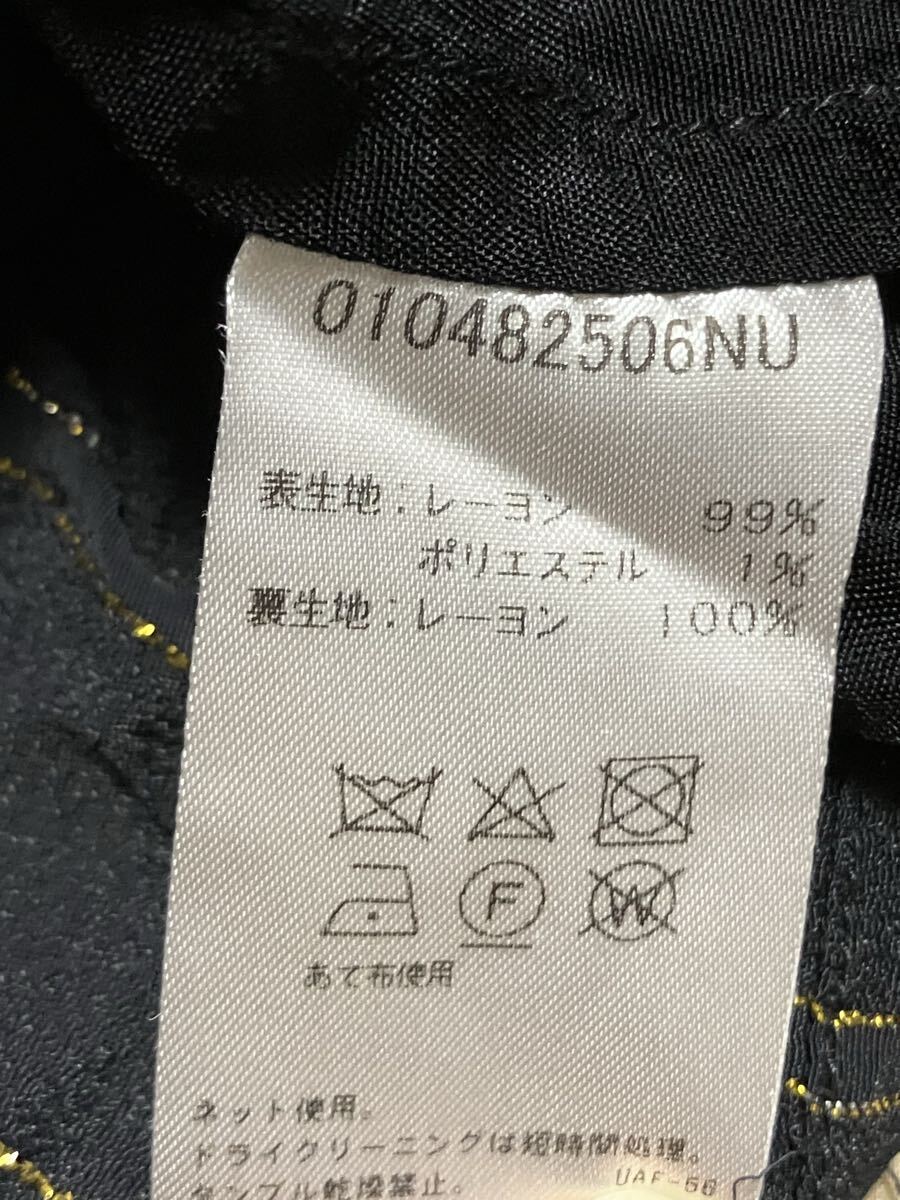 010482506NU
表生地:レーヨン 99%
ポリエステル 1%
裏生地:レーヨン 100%
F W
あて布使用
ネット使用。
ドライクリーニングは短時間処理。
UAF-50
タンブル乾燥禁止。